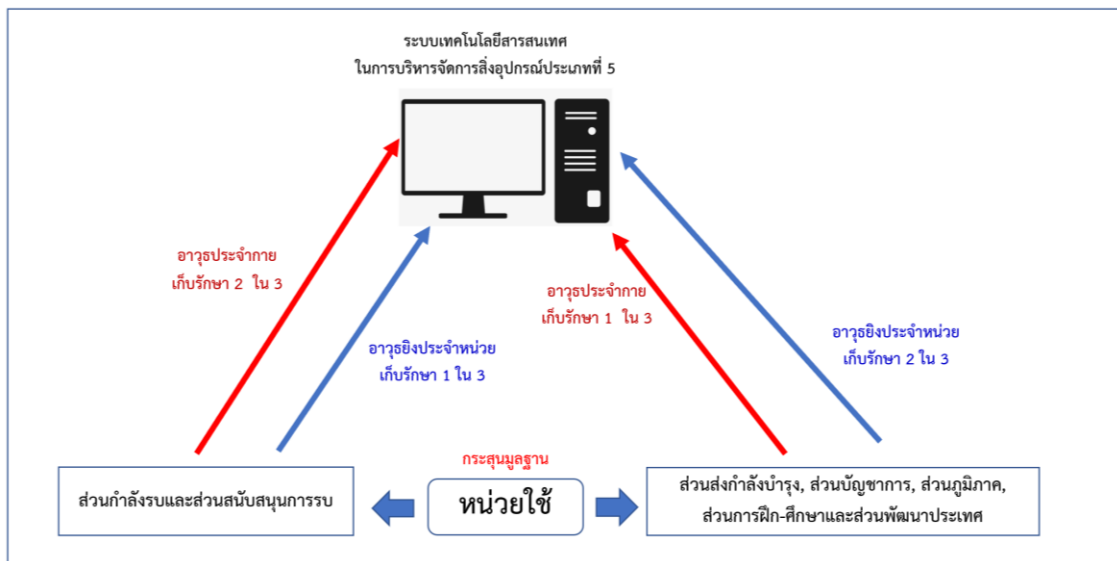 ระบบเทคโนโลยีสารสนเทศ
ในการบริหารจัดการสิ่งอุปกรณ์ประเภทที่ 5
อาวุธประจำกาย
เก็บรักษา 2 ใน 3
อาวุธยิงประจำหน่วย
เก็บรักษา 1 ใน 3
อาวุธประจำกาย
เก็บรักษา 1 ใน 3
อาวุธยิงประจำหน่วย
เก็บรักษา 2 ใน 3
ส่วนกำลังรบและส่วนสนับสนุนการรบ
กระสุนมูลฐาน
หน่วยใช้
ส่วนส่งกำลังบำรุง, ส่วนบัญชาการ, ส่วนภูมิภาค,
ส่วนการฝึก-ศึกษาและส่วนพัฒนาประเทศ